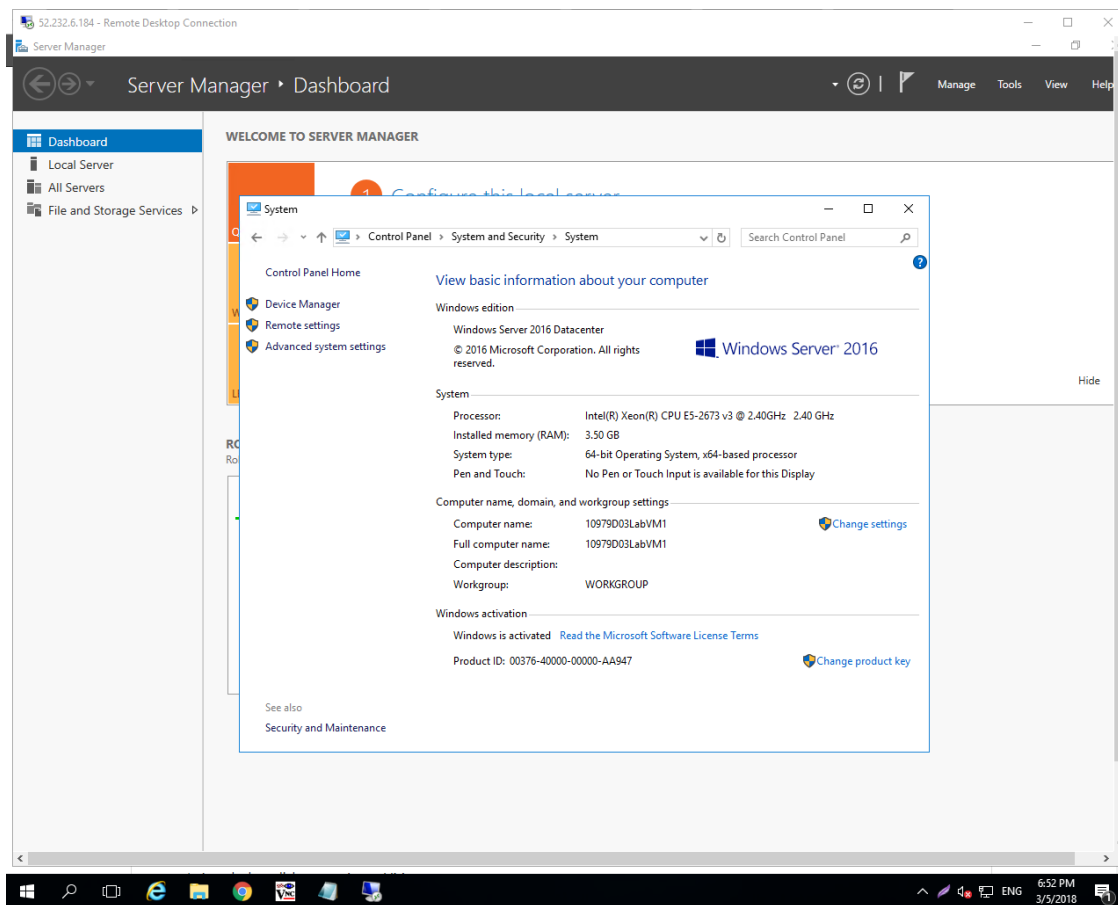 52.232.6.184 - Remote Desktop Connection
Server Manager
Server Manager • Dashboard
Manage Tools View Help
Dashboard
Local Server
All Servers
File and Storage Services
WELCOME TO SERVER MANAGER
1 Configure this local server
Hide
System
Control Panel › System and Security › System
Search Control Panel
Control Panel Home
Device Manager
Remote settings
Advanced system settings
See also
Security and Maintenance
View basic information about your computer
Windows edition
Windows Server 2016 Datacenter
© 2016 Microsoft Corporation. All rights
reserved.
Windows Server® 2016
System
Processor: Intel(R) Xeon(R) CPU E5-2673 v3 @ 2.40GHz 2.40 GHz
Installed memory (RAM): 3.50 GB
System type: 64-bit Operating System, x64-based processor
Pen and Touch: No Pen or Touch Input is available for this Display
Computer name, domain, and workgroup settings
Computer name: 10979D03LabVM1 Change settings
Full computer name: 10979D03LabVM1
Computer description:
Workgroup: WORKGROUP
Windows activation
Windows is activated Read the Microsoft Software License Terms
Product ID: 00376-40000-00000-AA947 Change product key
ENG
6:52 PM
3/5/2018